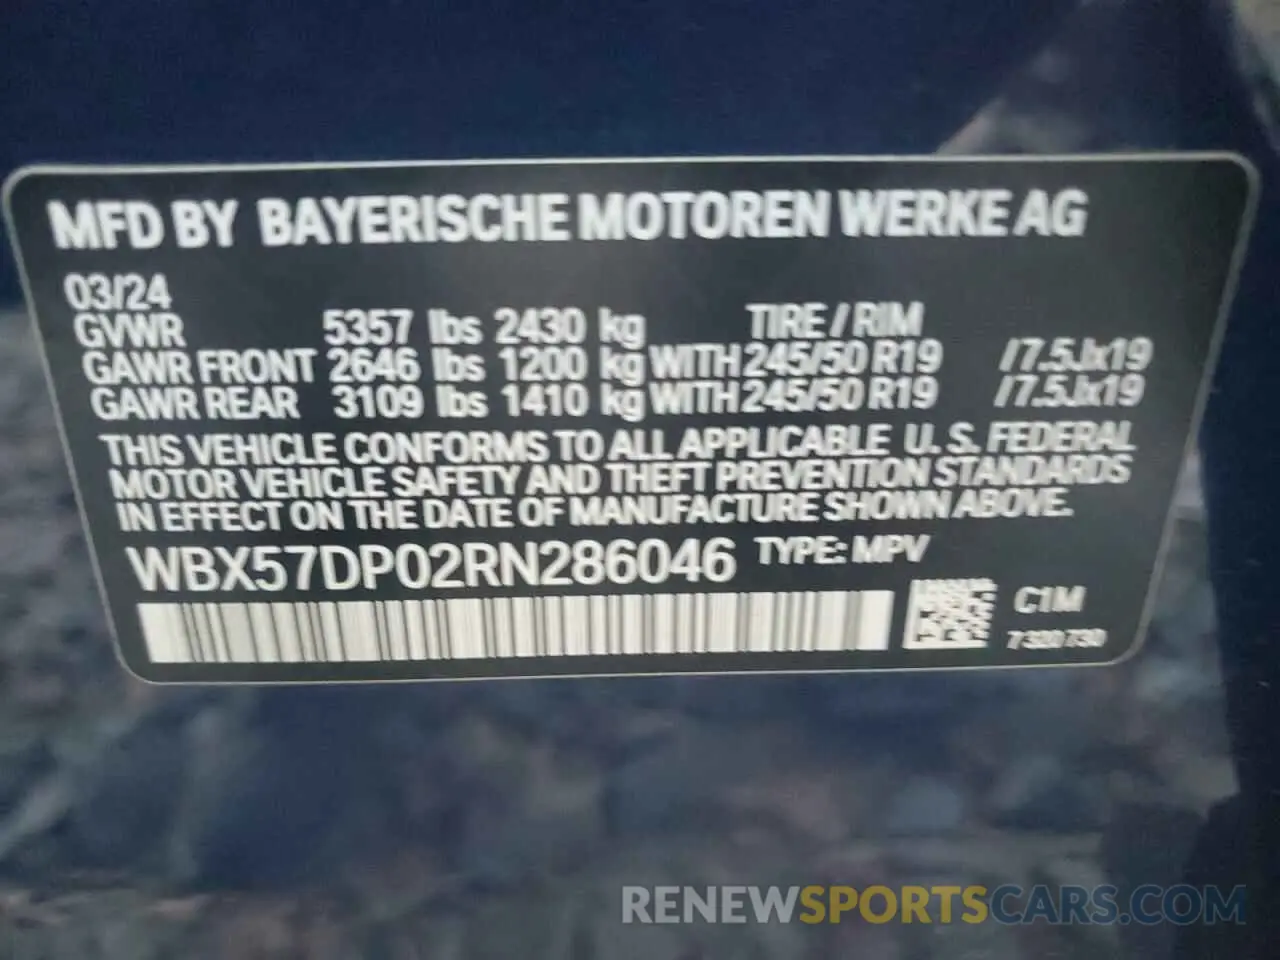 MFD BY BAYERISCHE MOTOREN WERKE AG
03/24
GVWR 5357 lbs 2430 kg TIRE / RIM
GAWR FRONT 2646 lbs 1200 kg WITH 245/50 R19 /7.5Jx19
GAWR REAR 3109 lbs 1410 kg WITH 245/50 R19 /7.5Jx19
THIS VEHICLE CONFORMS TO ALL APPLICABLE U. S. FEDERAL
MOTOR VEHICLE SAFETY AND THEFT PREVENTION STANDARDS
IN EFFECT ON THE DATE OF MANUFACTURE SHOWN ABOVE.
WBX57DP02RN286046 TYPE: MPV
C1M
7300730
RENEWSPORTSCARS.COM